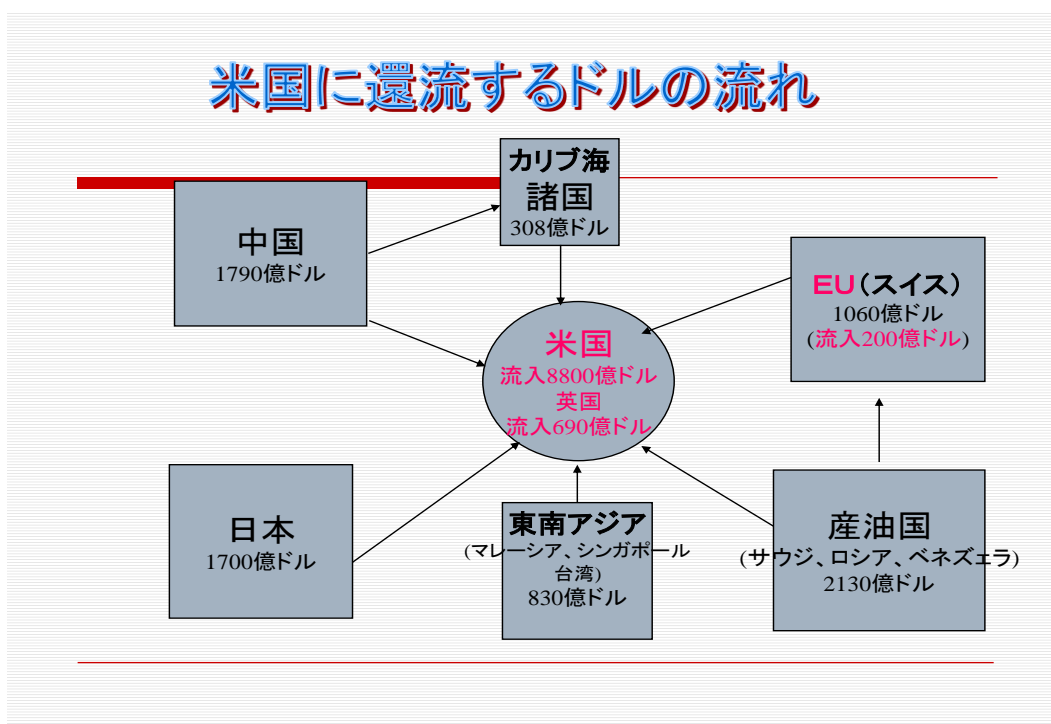 米国に還流するドルの流れ
カリブ海
諸国
308億ドル
中国
1790億ドル
EU(スイス)
1060億ドル
(流入200億ドル)
米国
流入8800億ドル
英国
流入690億ドル
日本
1700億ドル
東南アジア
(マレーシア、シンガポール
台湾)
830億ドル
産油国
(サウジ、ロシア、ベネズェラ)
2130億ドル